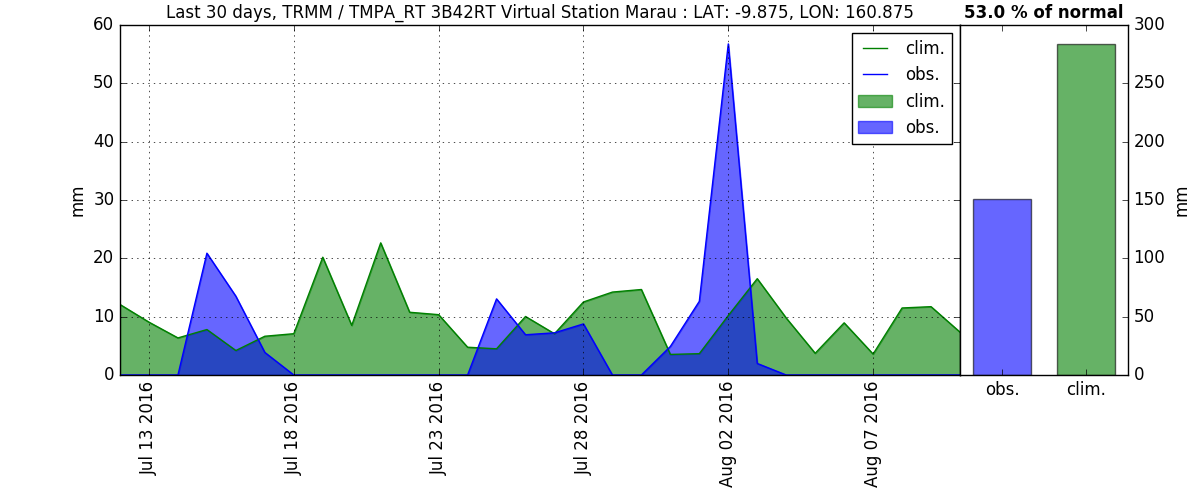 Last 30 days, TRMM / TMPA_RT 3B42RT Virtual Station Marau : LAT: -9.875, LON: 160.875
53.0 % of normal
60
50
40
30
20
10
0
mm
clim.
obs.
clim.
obs.
300
250
200
150
100
50
0
mm
Jul 13 2016
Jul 18 2016
Jul 23 2016
Jul 28 2016
Aug 02 2016
Aug 07 2016
obs.
clim.